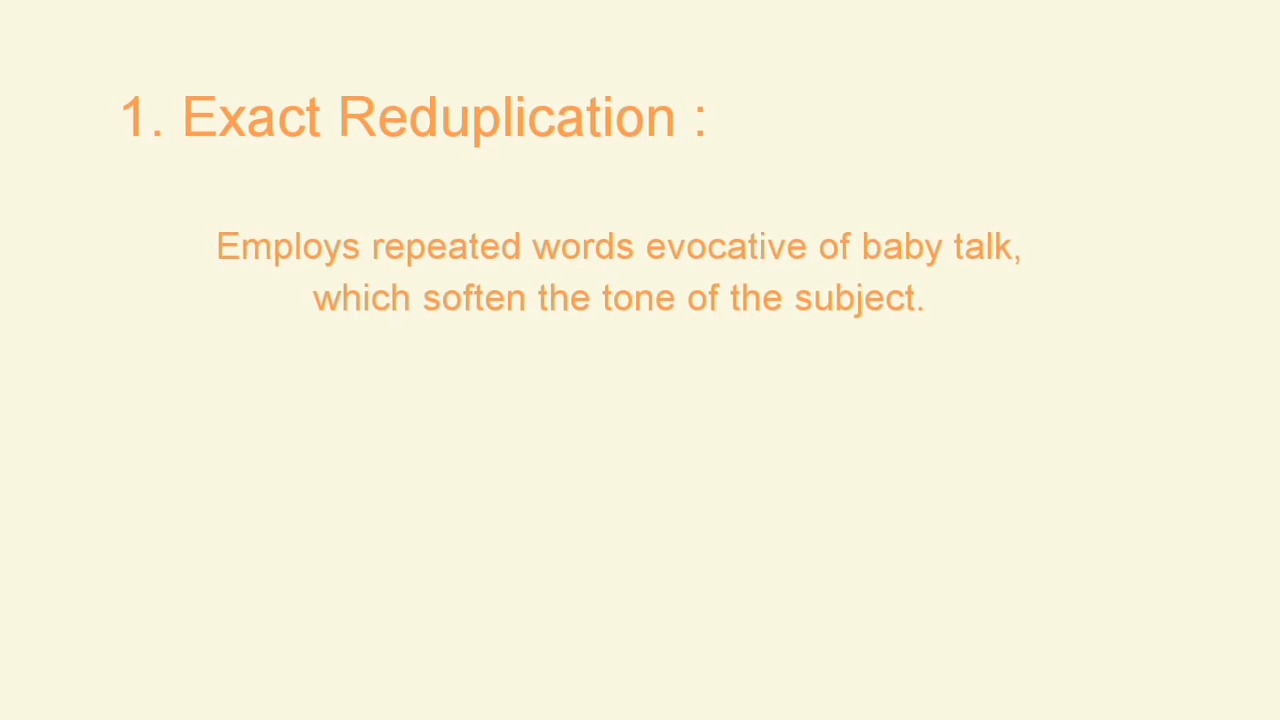 1. Exact Reduplication :
Employs repeated words evocative of baby talk,
which soften the tone of the subject.